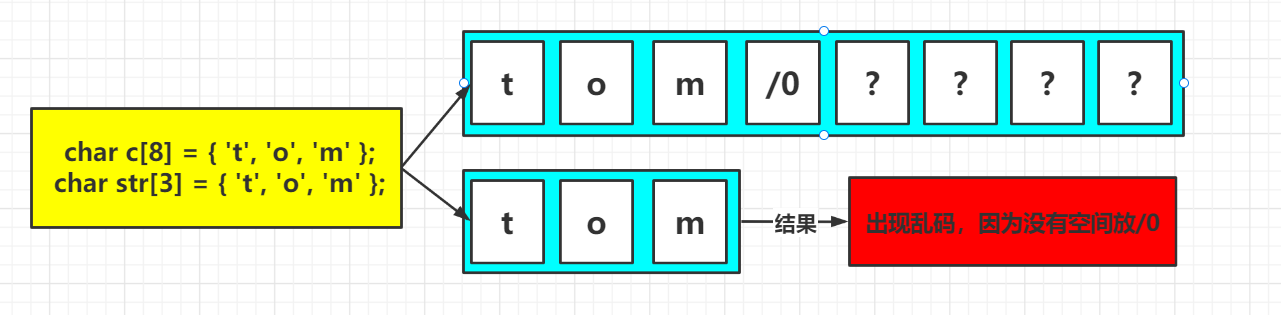 t o m /0 ? ? ? ?
char c[8] = { 't', 'o', 'm' };
char str[3] = { 't', 'o', 'm' };
t o m
结果
出现乱码，因为没有空间放/0